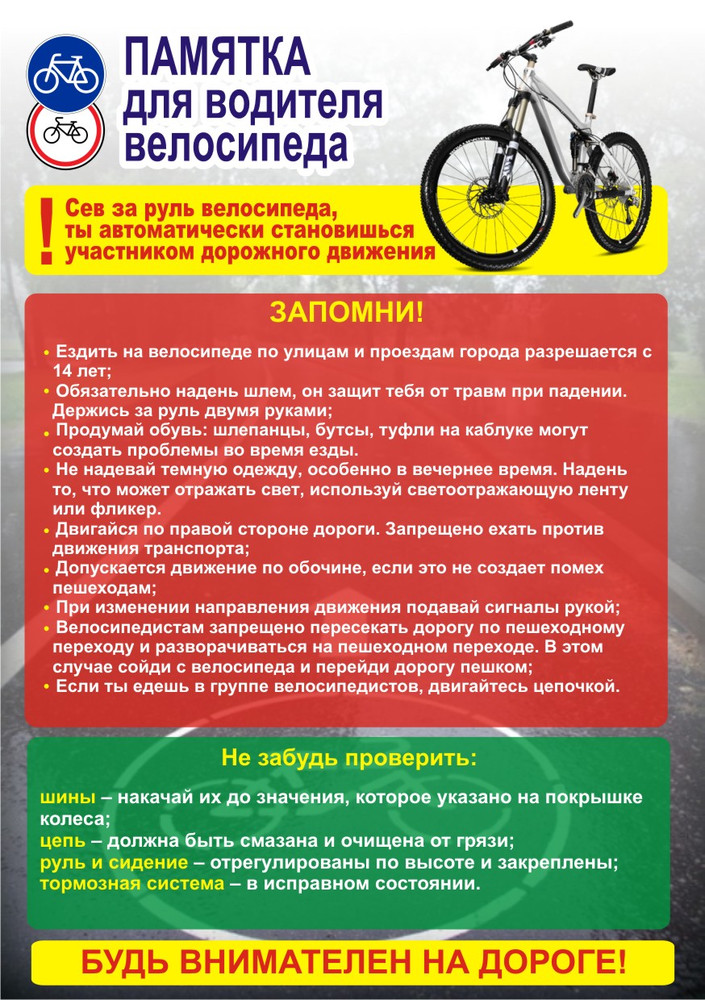 ПАМЯТКА
для водителя
велосипеда
!
Сев за руль велосипеда,
ты автоматически становишься
участником дорожного движения
ЗАПОМНИ!
• Ездить на велосипеде по улицам и проездам города разрешается с
14 лет;
• Обязательно надень шлем, он защит тебя от травм при падении.
Держись за руль двумя руками;
• Продумай обувь: шлепанцы, бутсы, туфли на каблуке могут
создать проблемы во время езды.
• Не надевай темную одежду, особенно в вечернее время. Надень
то, что может отражать свет, используй светоотражающую ленту
или фликер.
• Двигайся по правой стороне дороги. Запрещено ехать против
движения транспорта;
• Допускается движение по обочине, если это не создает помех
пешеходам;
• При изменении направления движения подавай сигналы рукой;
• Велосипедистам запрещено пересекать дорогу по пешеходному
переходу и разворачиваться на пешеходном переходе. В этом
случае сойди с велосипеда и перейди дорогу пешком;
• Если ты едешь в группе велосипедистов, двигайтесь цепочкой.
Не забудь проверить:
шины – накачай их до значения, которое указано на покрышке
колеса;
цепь – должна быть смазана и очищена от грязи;
руль и сидение – отрегулированы по высоте и закреплены;
тормозная система – в исправном состоянии.
БУДЬ ВНИМАТЕЛЕН НА ДОРОГЕ!